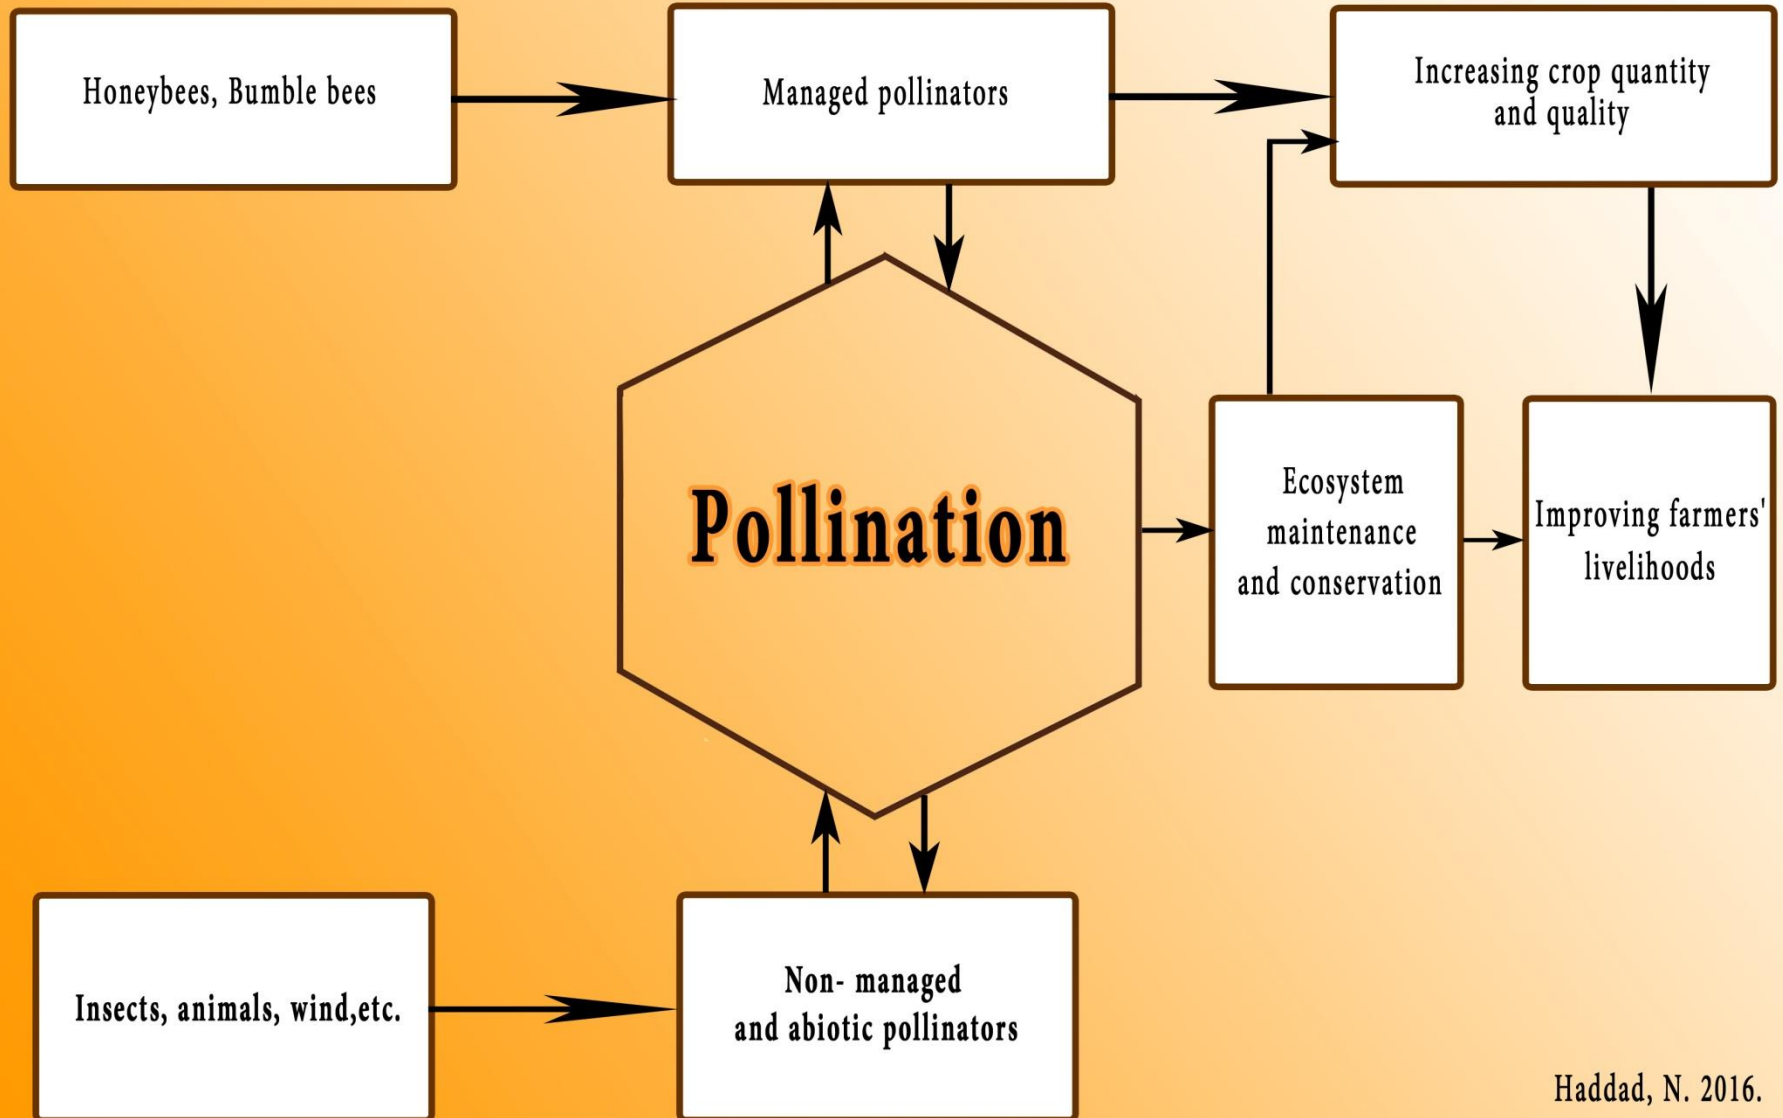 Honeybees, Bumble bees
Managed pollinators
Increasing crop quantity
and quality
Pollination
Ecosystem
maintenance
and conservation
Improving farmers'
livelihoods
Insects, animals, wind,etc.
Non- managed
and abiotic pollinators
Haddad, N. 2016.